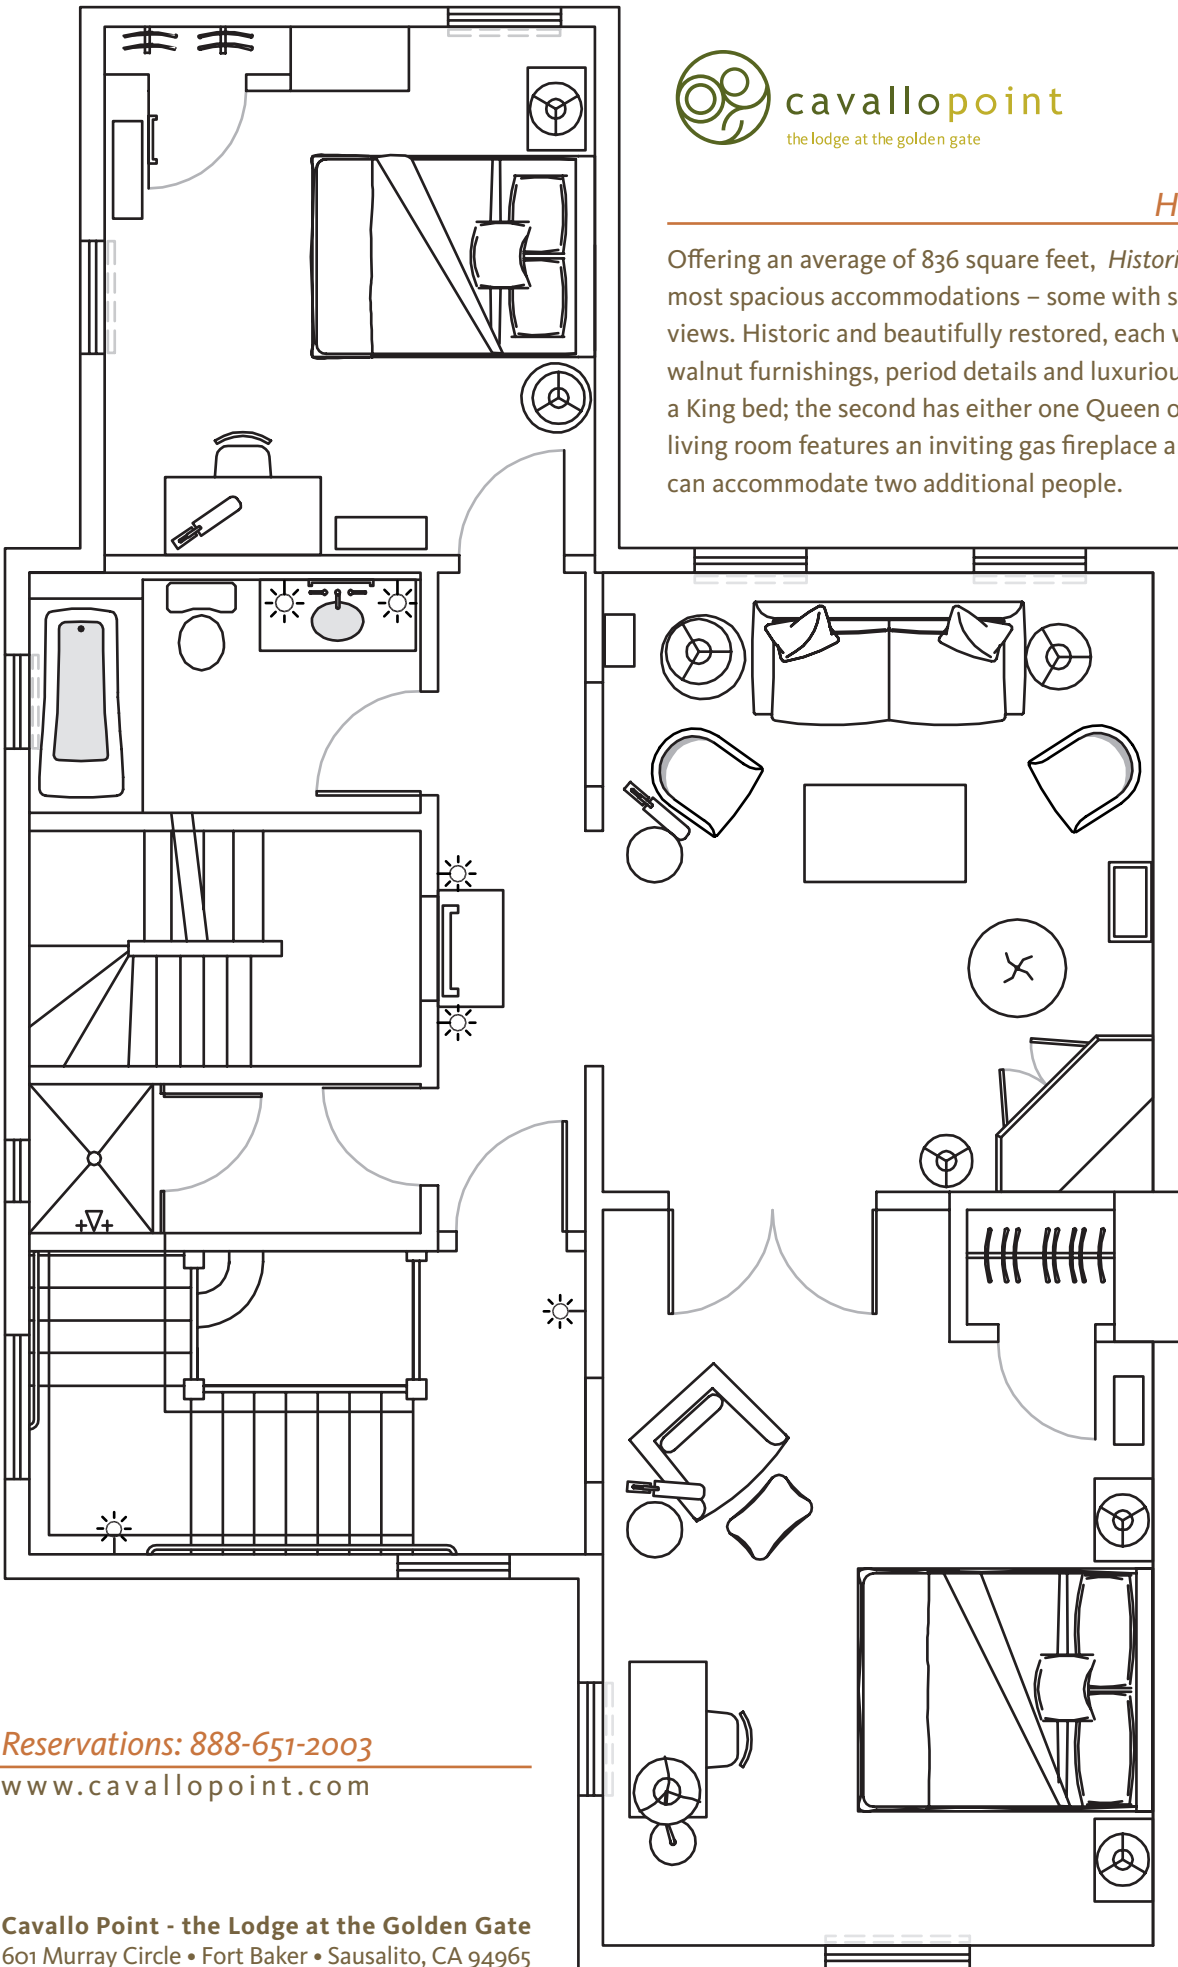 cavallopoint
the lodge at the golden gate
H
Offering an average of 836 square feet, Histori
most spacious accommodations – some with s
views. Historic and beautifully restored, each w
walnut furnishings, period details and luxuriou
a King bed; the second has either one Queen o
living room features an inviting gas fireplace a
can accommodate two additional people.
Reservations: 888-651-2003
www.cavallopoint.com
Cavallo Point - the Lodge at the Golden Gate
601 Murray Circle • Fort Baker • Sausalito, CA 94965